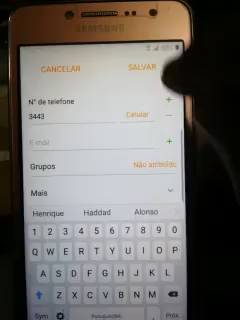 SAMSUNG
CANCELAR SALVAR
N° de telefone
3443 Celular
E-mail
Grupos Não atribuído
Mais
Henrique Haddad Alonso
1 2 3 4 5 6 7 8 9 0
Q W E R T Y U I O P
A S D F G H J K L
Z X C V B N M
Sym Português(BR) Próx.